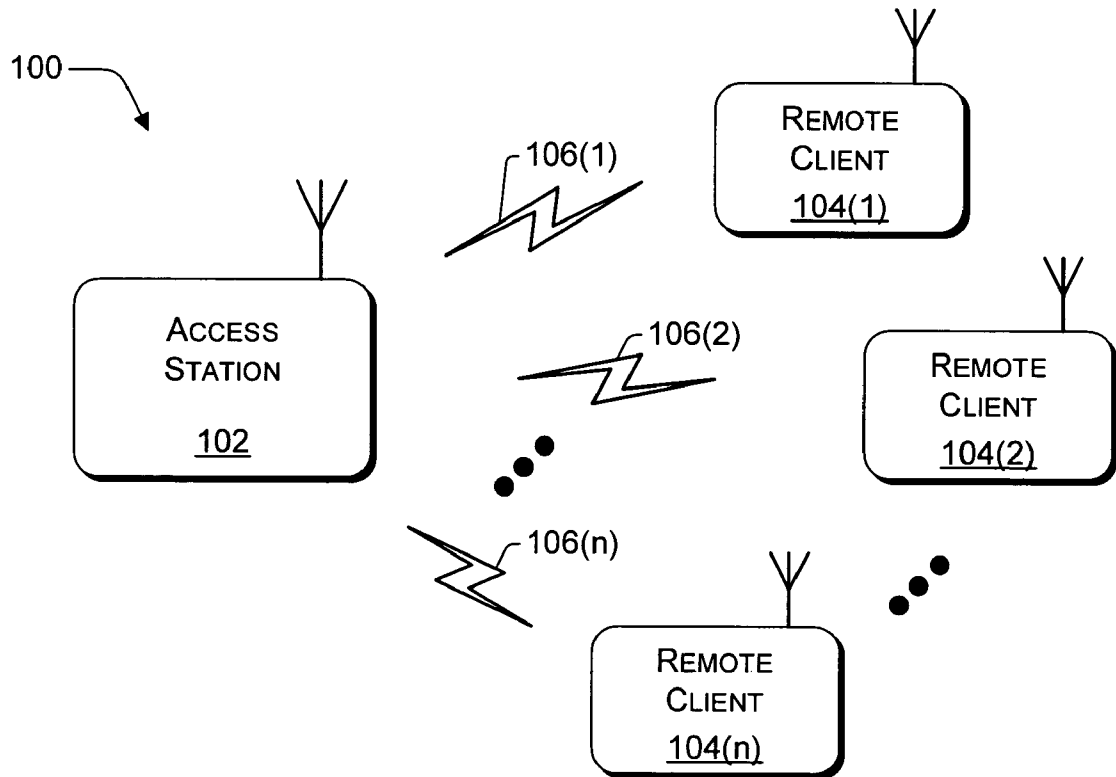 100
REMOTE
CLIENT
104(1)
106(1)
ACCESS
STATION
102
106(2)
REMOTE
CLIENT
104(2)
106(n)
REMOTE
CLIENT
104(n)